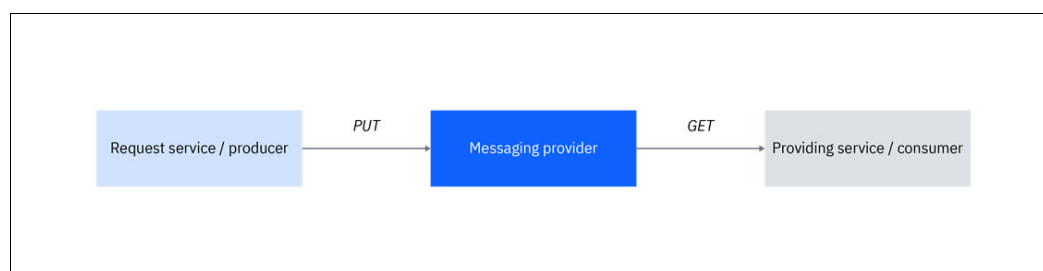 PUT
GET
Request service / producer
Messaging provider
Providing service / consumer